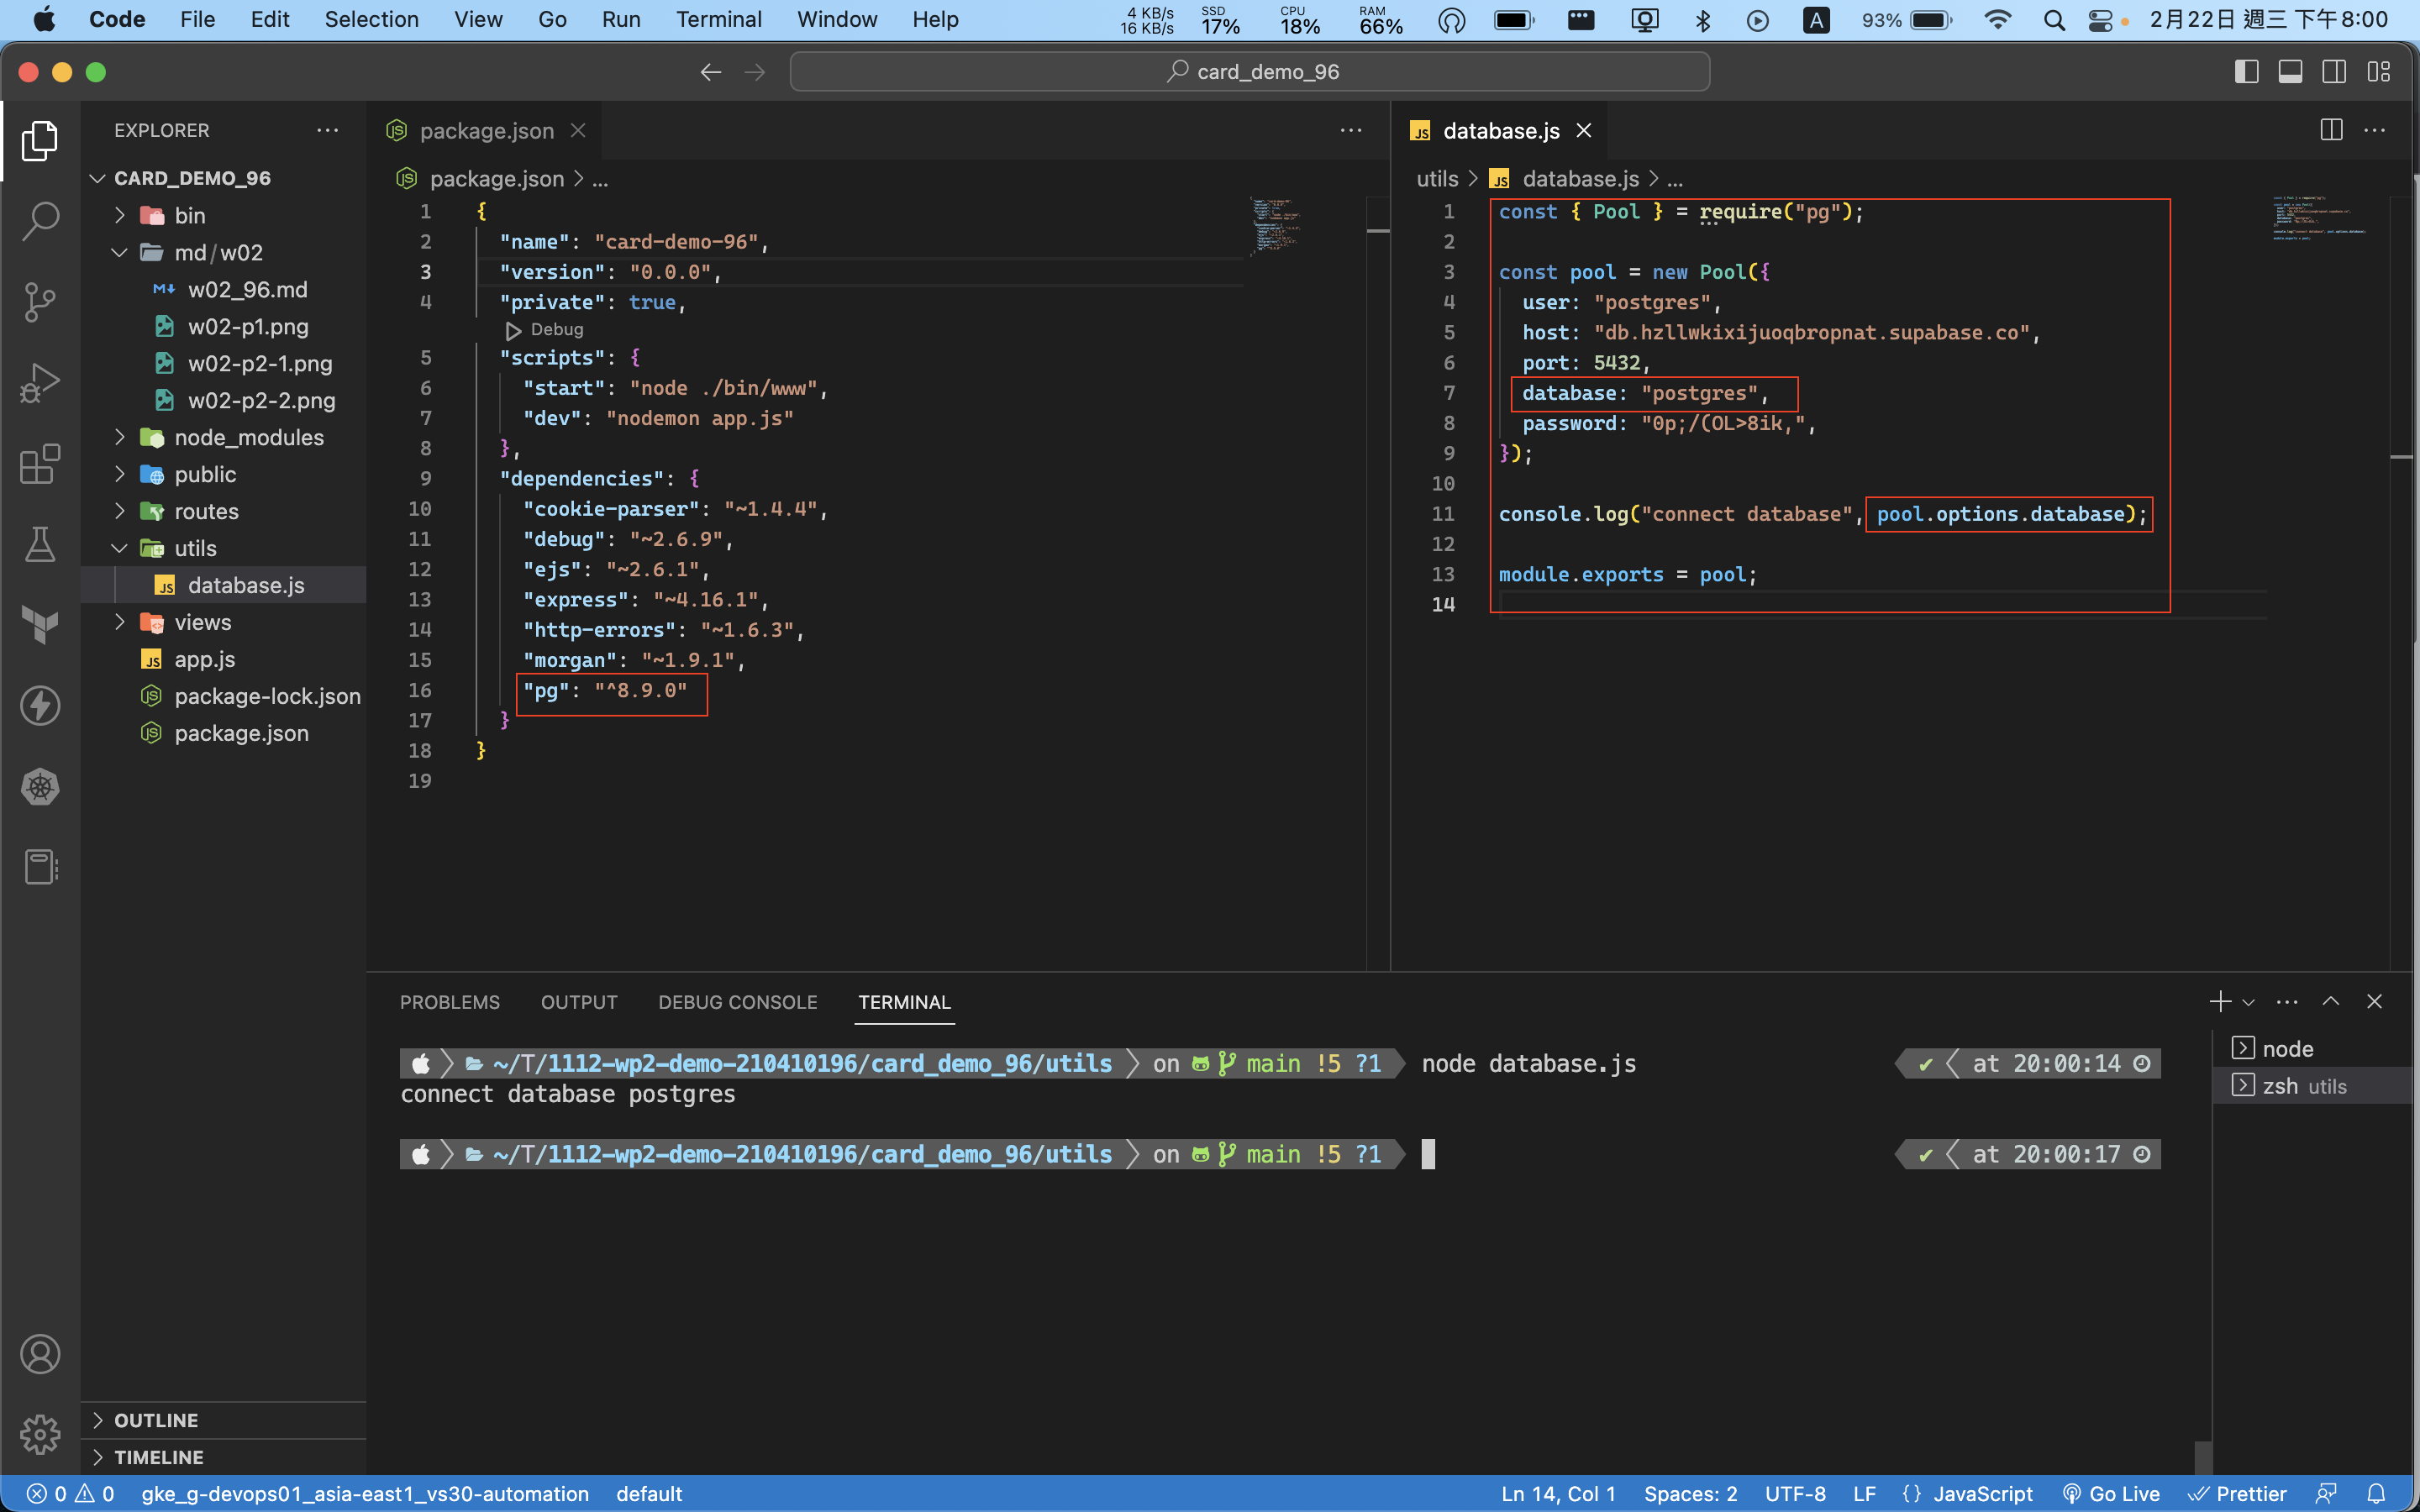 Code File Edit Selection View Go Run Terminal Window Help 4 KB/s 16 KB/s SSD 17% CPU 18% RAM 66% A 93% 2月22日 週三 下午8:00
card_demo_96
EXPLORER
CARD_DEMO_96
bin
md/w02
w02_96.md
w02-p1.png
w02-p2-1.png
w02-p2-2.png
node_modules
public
routes
utils
JS database.js
views
JS app.js
package-lock.json
package.json
OUTLINE
TIMELINE
package.json
package.json > ...
1 {
2 "name": "card-demo-96",
3 "version": "0.0.0",
4 "private": true,
Debug
5 "scripts": {
6 "start": "node ./bin/www",
7 "dev": "nodemon app.js"
8 },
9 "dependencies": {
10 "cookie-parser": "~1.4.4",
11 "debug": "~2.6.9",
12 "ejs": "~2.6.1",
13 "express": "~4.16.1",
14 "http-errors": "~1.6.3",
15 "morgan": "~1.9.1",
16 "pg": "^8.9.0"
17 }
18 }
19
JS database.js
utils > JS database.js > ...
1 const { Pool } = require("pg");
2
3 const pool = new Pool({
4 user: "postgres",
5 host: "db.hzllwkixijuoqbropnat.supabase.co",
6 port: 5432,
7 database: "postgres",
8 password: "0p;/(OL>8ik,",
9 });
10
11 console.log("connect database", pool.options.database);
12
13 module.exports = pool;
14
PROBLEMS OUTPUT DEBUG CONSOLE TERMINAL
~/T/1112-wp2-demo-210410196/card_demo_96/utils on main !5 ?1 node database.js ✔ at 20:00:14
connect database postgres
~/T/1112-wp2-demo-210410196/card_demo_96/utils on main !5 ?1 ✔ at 20:00:17
node
zsh utils
0 0 gke_g-devops01_asia-east1_vs30-automation default Ln 14, Col 1 Spaces: 2 UTF-8 LF {} JavaScript Go Live Prettier